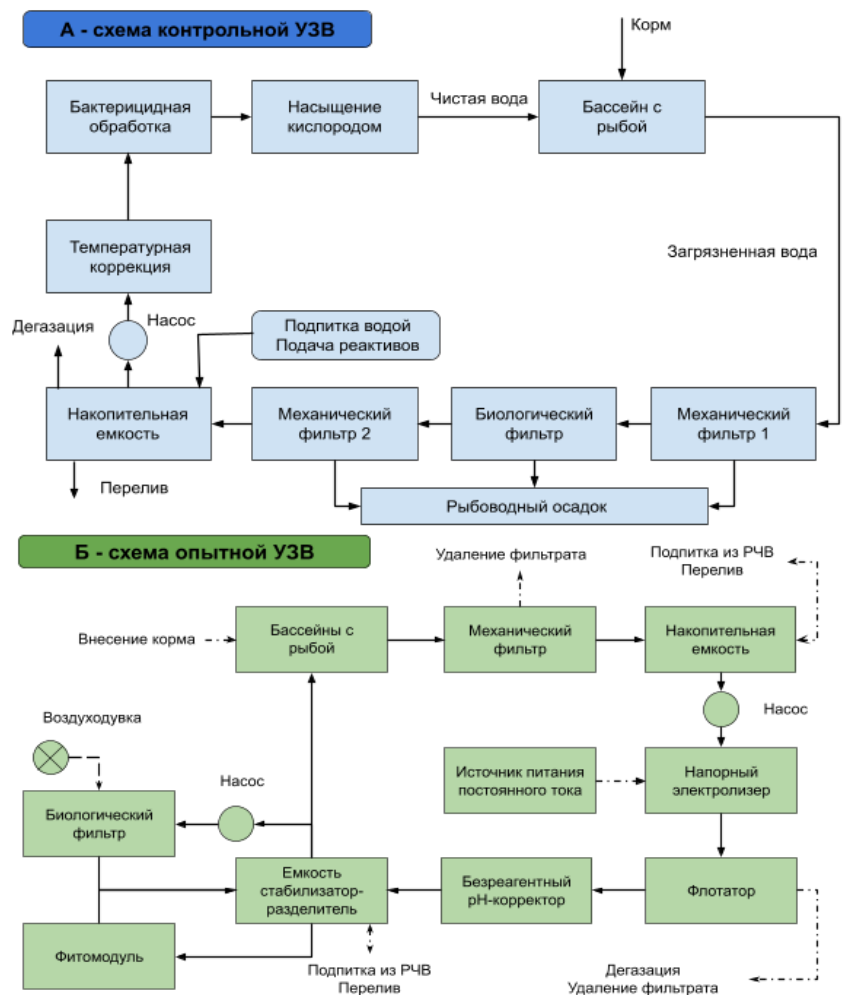 А - схема контрольной УЗВ
Корм
Бактерицидная
обработка
Насыщение
кислородом
Чистая вода
Бассейн с
рыбой
Температурная
коррекция
Загрязненная вода
Дегазация
Насос
Подпитка водой
Подача реактивов
Накопительная
емкость
Механический
фильтр 2
Биологический
фильтр
Механический
фильтр 1
Перелив
Рыбоводный осадок
Б - схема опытной УЗВ
Удаление фильтрата
Подпитка из РЧВ
Перелив
Внесение корма
Бассейны с
рыбой
Механический
фильтр
Накопительная
емкость
Воздуходувка
Насос
Насос
Источник питания
постоянного тока
Напорный
электролизер
Биологический
фильтр
Емкость
стабилизатор-
разделитель
Безреагентный
рН-корректор
Флотатор
Фитомодуль
Подпитка из РЧВ
Перелив
Дегазация
Удаление фильтрата